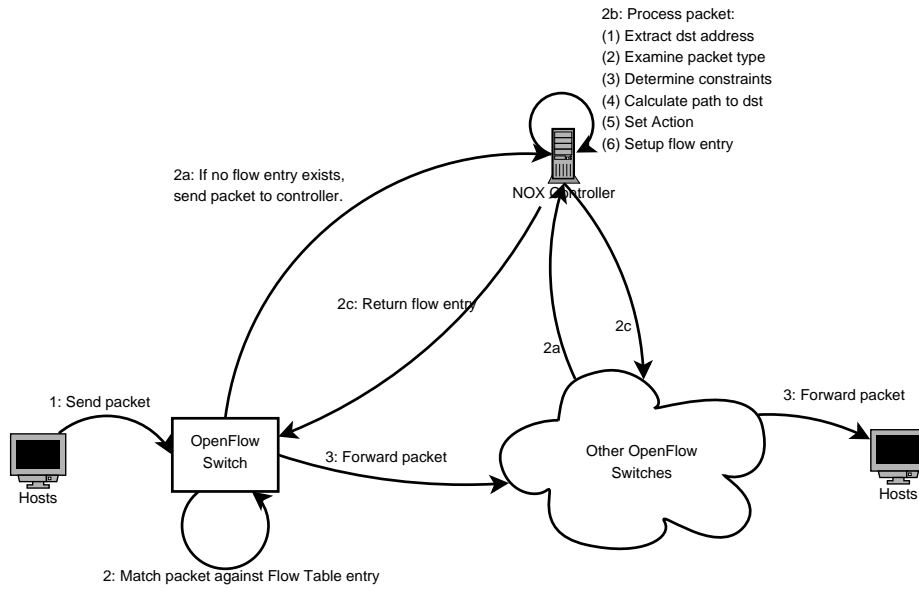 2b: Process packet:
(1) Extract dst address
(2) Examine packet type
(3) Determine constraints
(4) Calculate path to dst
(5) Set Action
(6) Setup flow entry
2a: If no flow entry exists,
send packet to controller.
NOX Controller
2c: Return flow entry
2c
2a
1: Send packet
3: Forward packet
OpenFlow
Switch
3: Forward packet
Other OpenFlow
Switches
Hosts
Hosts
2: Match packet against Flow Table entry